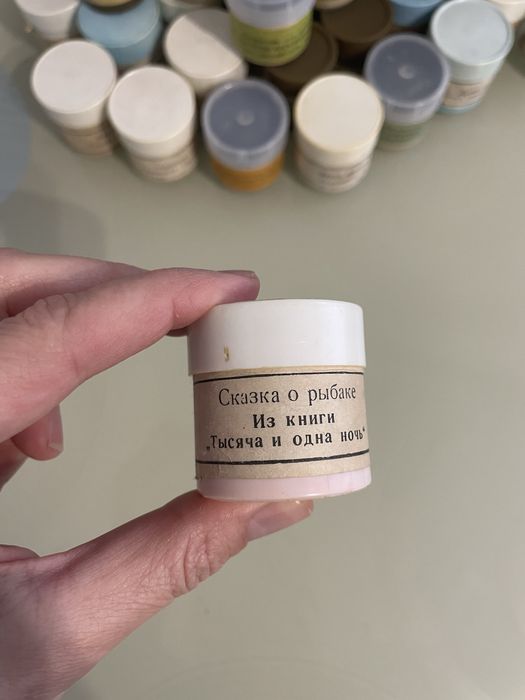 Сказка о рыбаке
Из книги
„Тысяча и одна ночь“